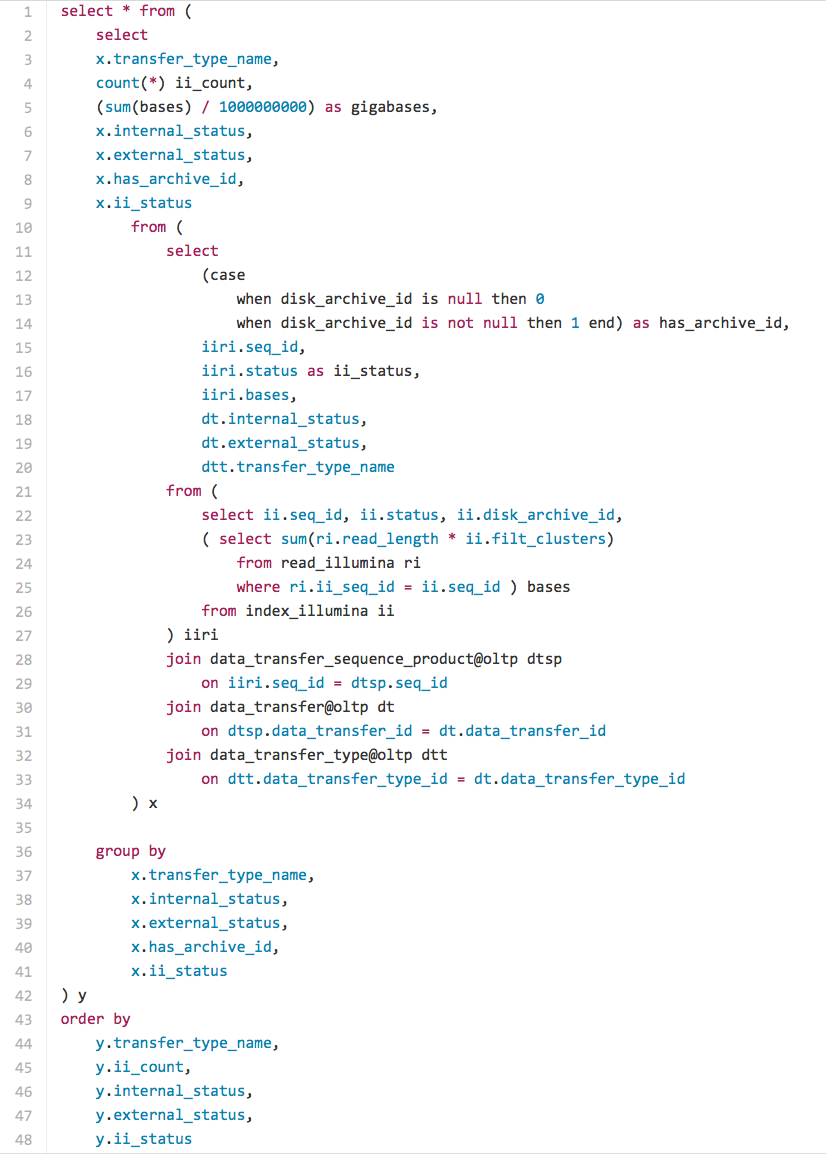 1 select * from (
2     select
3     x.transfer_type_name,
4     count(*) ii_count,
5     (sum(bases) / 1000000000) as gigabases,
6     x.internal_status,
7     x.external_status,
8     x.has_archive_id,
9     x.ii_status
10         from (
11             select
12                 (case
13                     when disk_archive_id is null then 0
14                     when disk_archive_id is not null then 1 end) as has_archive_id,
15                 iiri.seq_id,
16                 iiri.status as ii_status,
17                 iiri.bases,
18                 dt.internal_status,
19                 dt.external_status,
20                 dtt.transfer_type_name
21             from (
22                 select ii.seq_id, ii.status, ii.disk_archive_id,
23                 ( select sum(ri.read_length * ii.filt_clusters)
24                     from read_illumina ri
25                     where ri.ii_seq_id = ii.seq_id ) bases
26                 from index_illumina ii
27             ) iiri
28             join data_transfer_sequence_product@oltp dtsp
29                 on iiri.seq_id = dtsp.seq_id
30             join data_transfer@oltp dt
31                 on dtsp.data_transfer_id = dt.data_transfer_id
32             join data_transfer_type@oltp dtt
33                 on dtt.data_transfer_type_id = dt.data_transfer_type_id
34         ) x
35
36     group by
37         x.transfer_type_name,
38         x.internal_status,
39         x.external_status,
40         x.has_archive_id,
41         x.ii_status
42 ) y
43 order by
44     y.transfer_type_name,
45     y.ii_count,
46     y.internal_status,
47     y.external_status,
48     y.ii_status